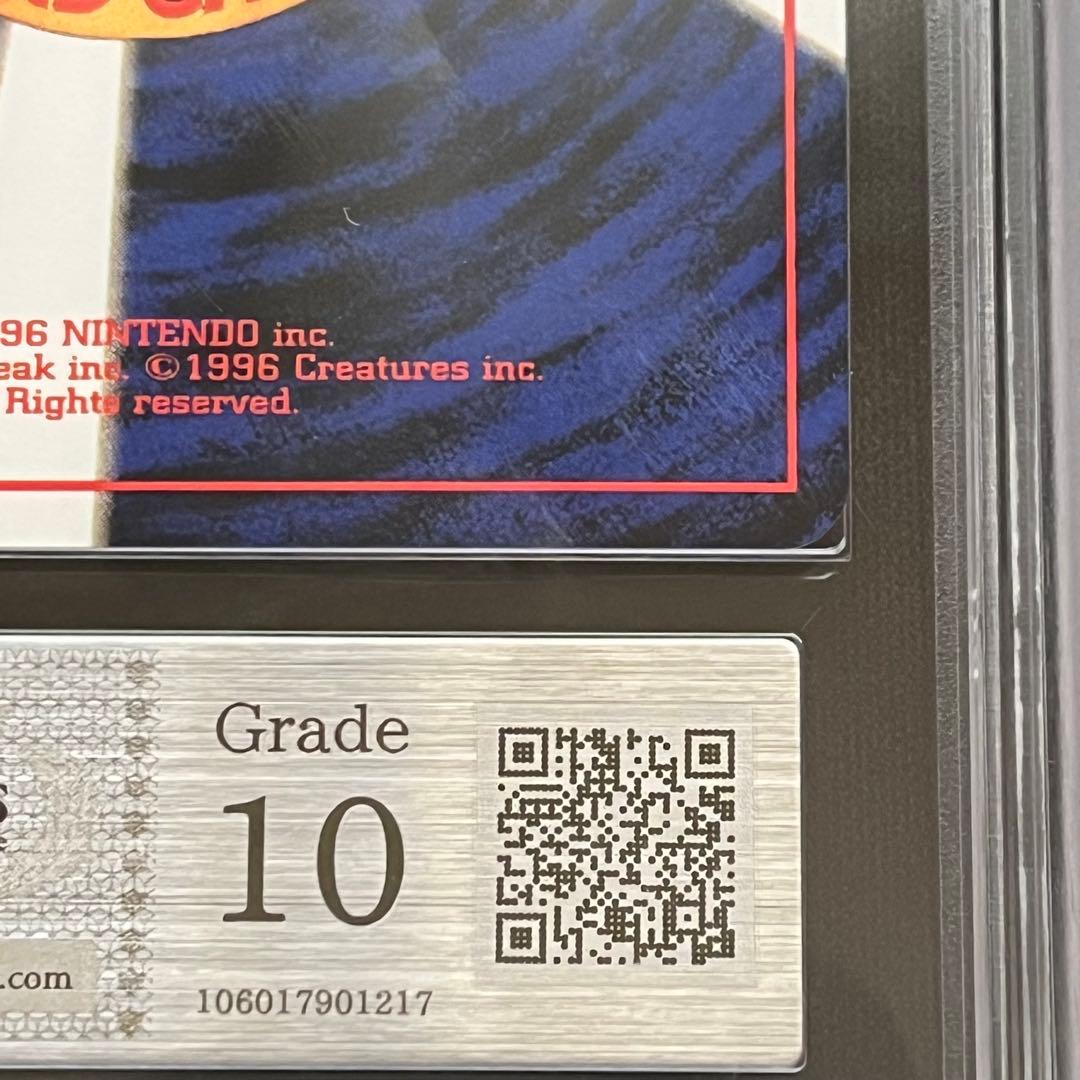 96 NINTENDO inc.
eak inc. ©1996 Creatures inc.
Rights reserved.
Grade
10
s
.com
106017901217